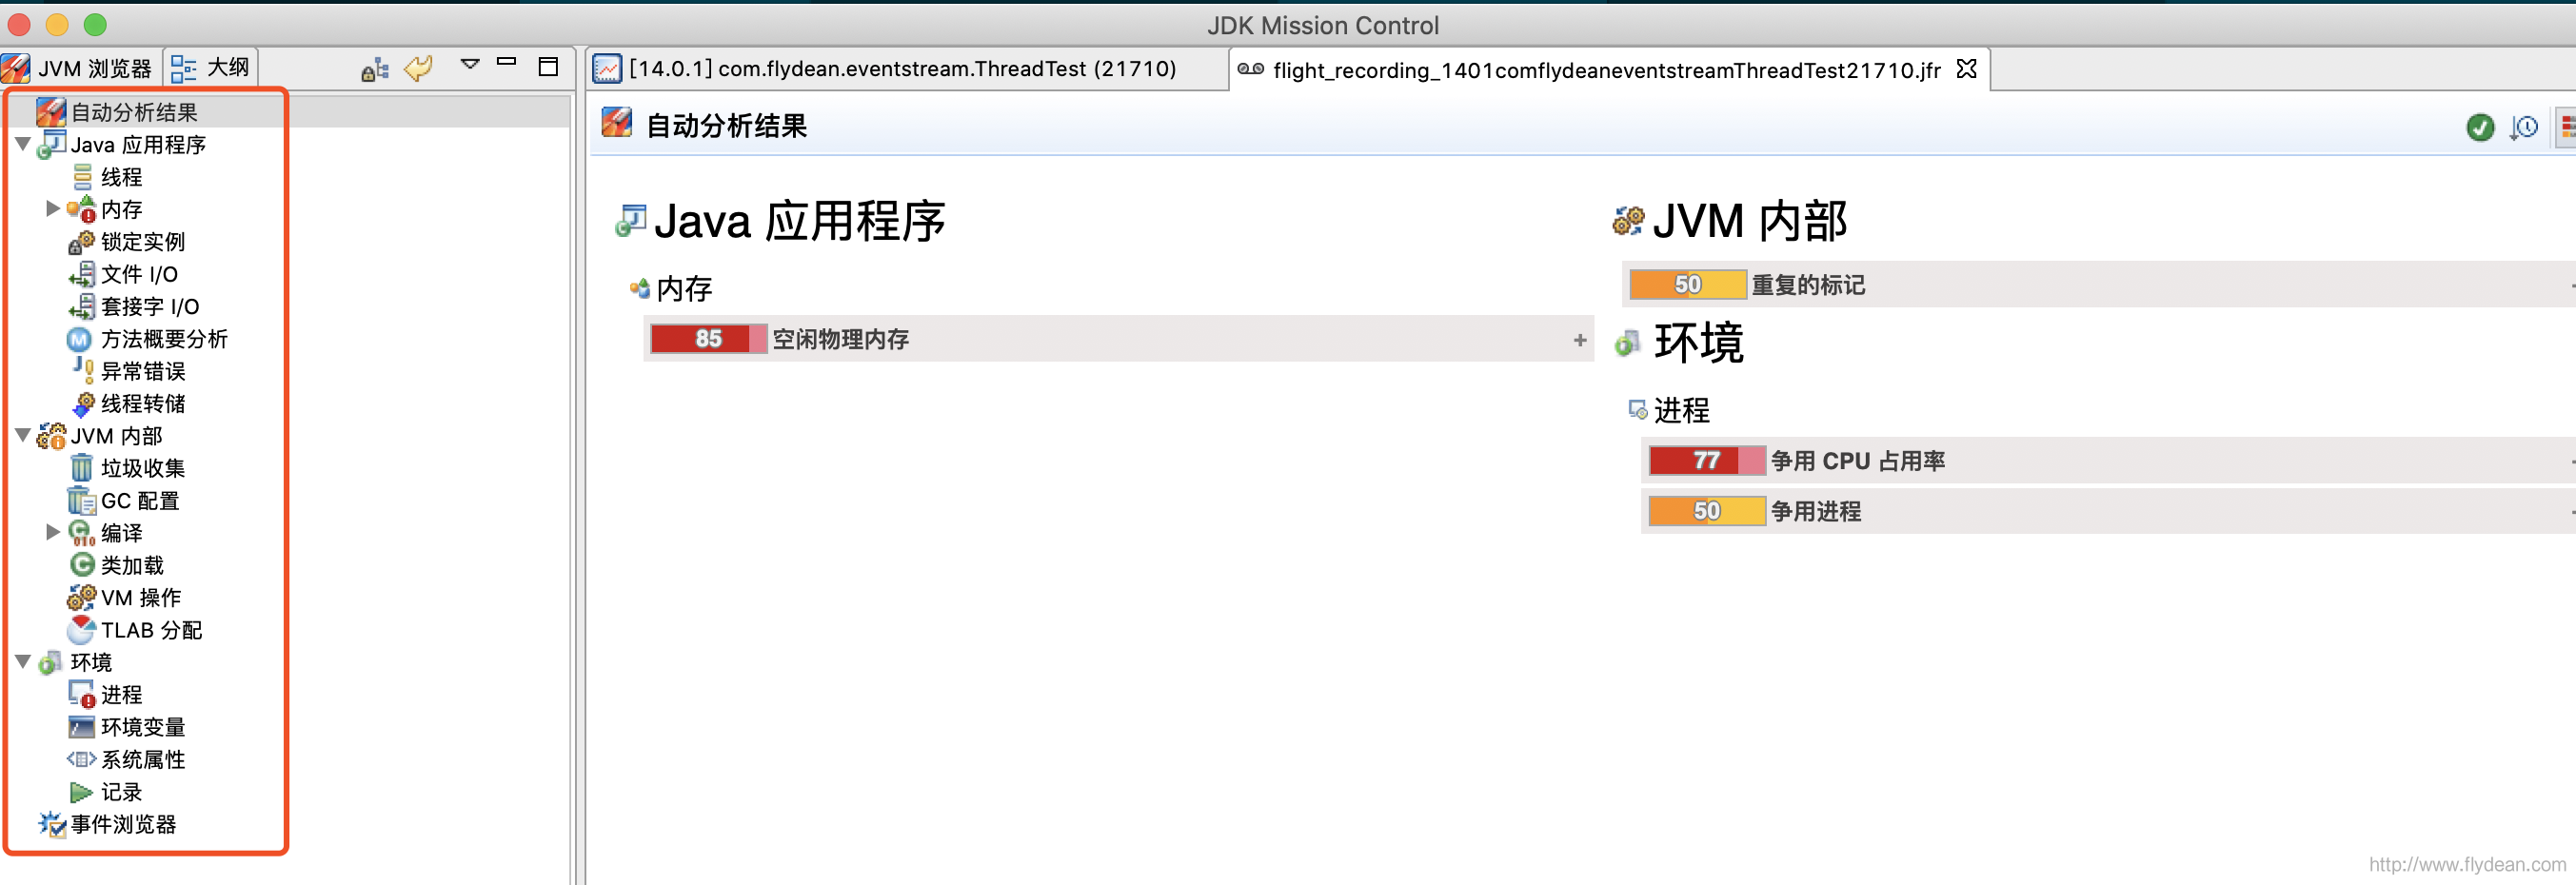 JDK Mission Control
JVM 浏览器
大纲
自动分析结果
Java 应用程序
线程
内存
锁定实例
文件 I/O
套接字 I/O
方法概要分析
异常错误
线程转储
JVM 内部
垃圾收集
GC 配置
编译
类加载
VM 操作
TLAB 分配
环境
进程
环境变量
系统属性
记录
事件浏览器
[14.0.1] com.flydean.eventstream.ThreadTest (21710)
flight_recording_1401comflydeaneventstreamThreadTest21710.jfr
自动分析结果
Java 应用程序
内存
85 空闲物理内存
JVM 内部
50 重复的标记
环境
进程
77 争用 CPU 占用率
50 争用进程
http://www.flydean.com